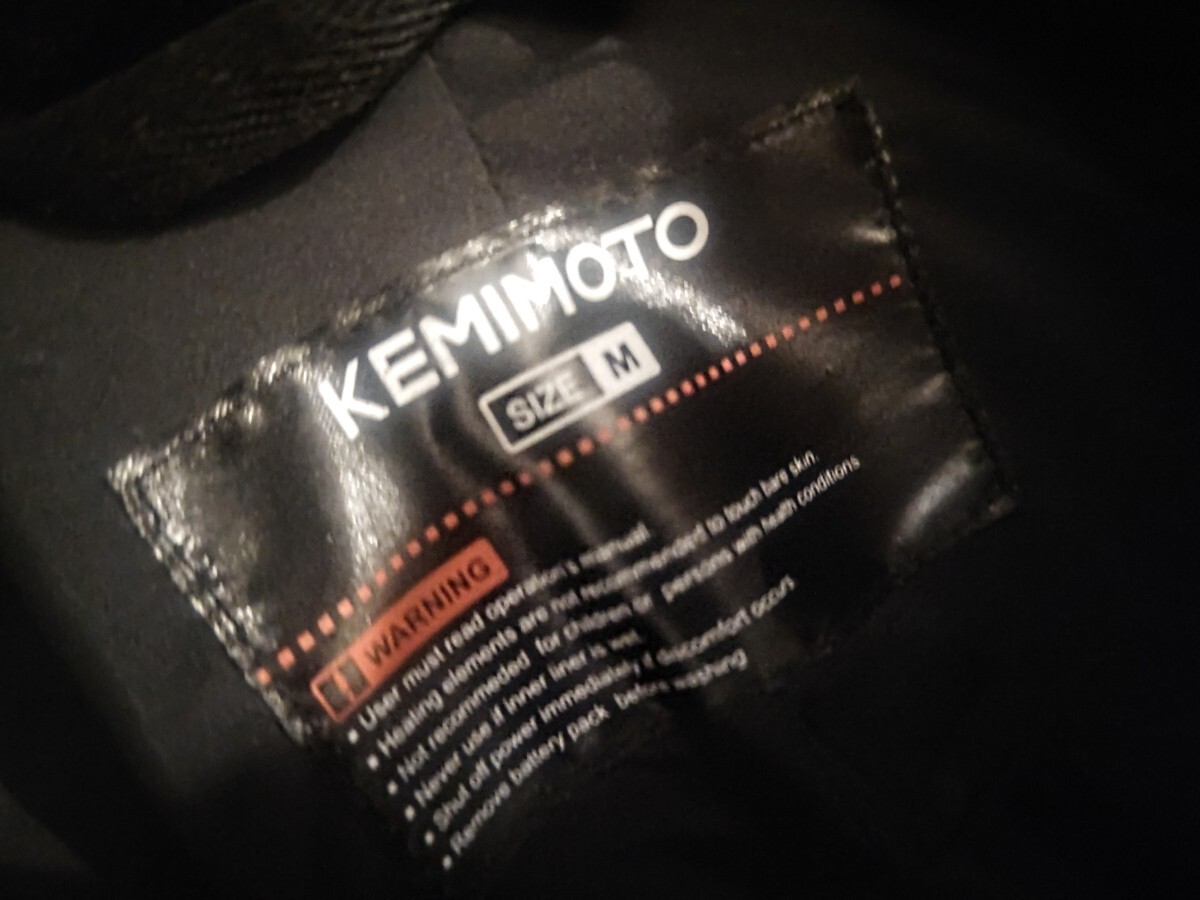 KEMIMOTO
SIZE M
WARNING
• User must read operation's manual
• Heating elements are not recommended to touch bare skin.
• Not recommeded for children or persons with health conditions
• Never use if inner liner is wet
• Shut off power immediately if discomfort occurs
• Remove battery pack before washing